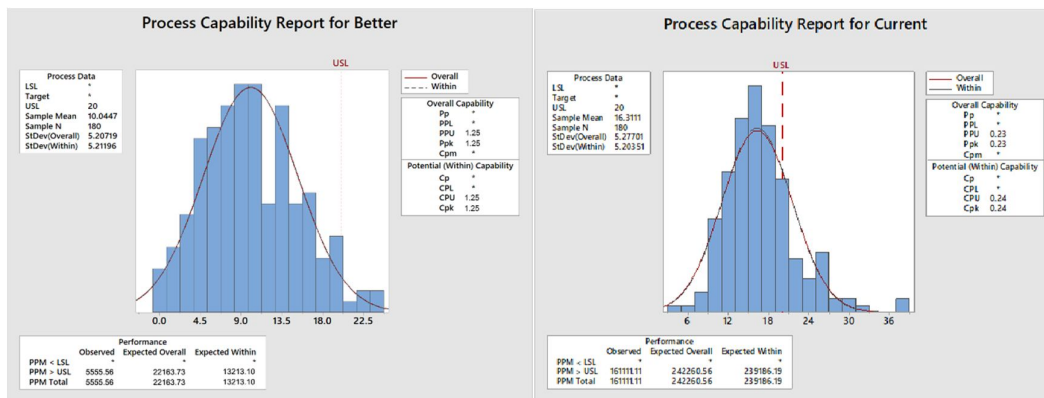 Process Capability Report for Better
USL
Process Data
LSL *
Target *
USL 20
Sample Mean 10.0447
Sample N 180
StDev(Overall) 5.20719
StDev(Within) 5.21196
Overall
Within
Overall Capability
Pp *
PPL *
PPU 1.25
Ppk 1.25
Cpm *
Potential (Within) Capability
Cp *
CPL *
CPU 1.25
Cpk 1.25
0.0 4.5 9.0 13.5 18.0 22.5
Performance
Observed Expected Overall Expected Within
PPM < LSL * * *
PPM > USL 5555.56 22163.73 13213.10
PPM Total 5555.56 22163.73 13213.10
Process Capability Report for Current
USL
Process Data
LSL *
Target *
USL 20
Sample Mean 16.3111
Sample N 180
StDev(Overall) 5.27701
StDev(Within) 5.20351
Overall
Within
Overall Capability
Pp *
PPL *
PPU 0.23
Ppk 0.23
Cpm *
Potential (Within) Capability
Cp *
CPL *
CPU 0.24
Cpk 0.24
6 12 18 24 30 36
Performance
Observed Expected Overall Expected Within
PPM < LSL * * *
PPM > USL 161111.11 242260.56 239186.19
PPM Total 161111.11 242260.56 239186.19